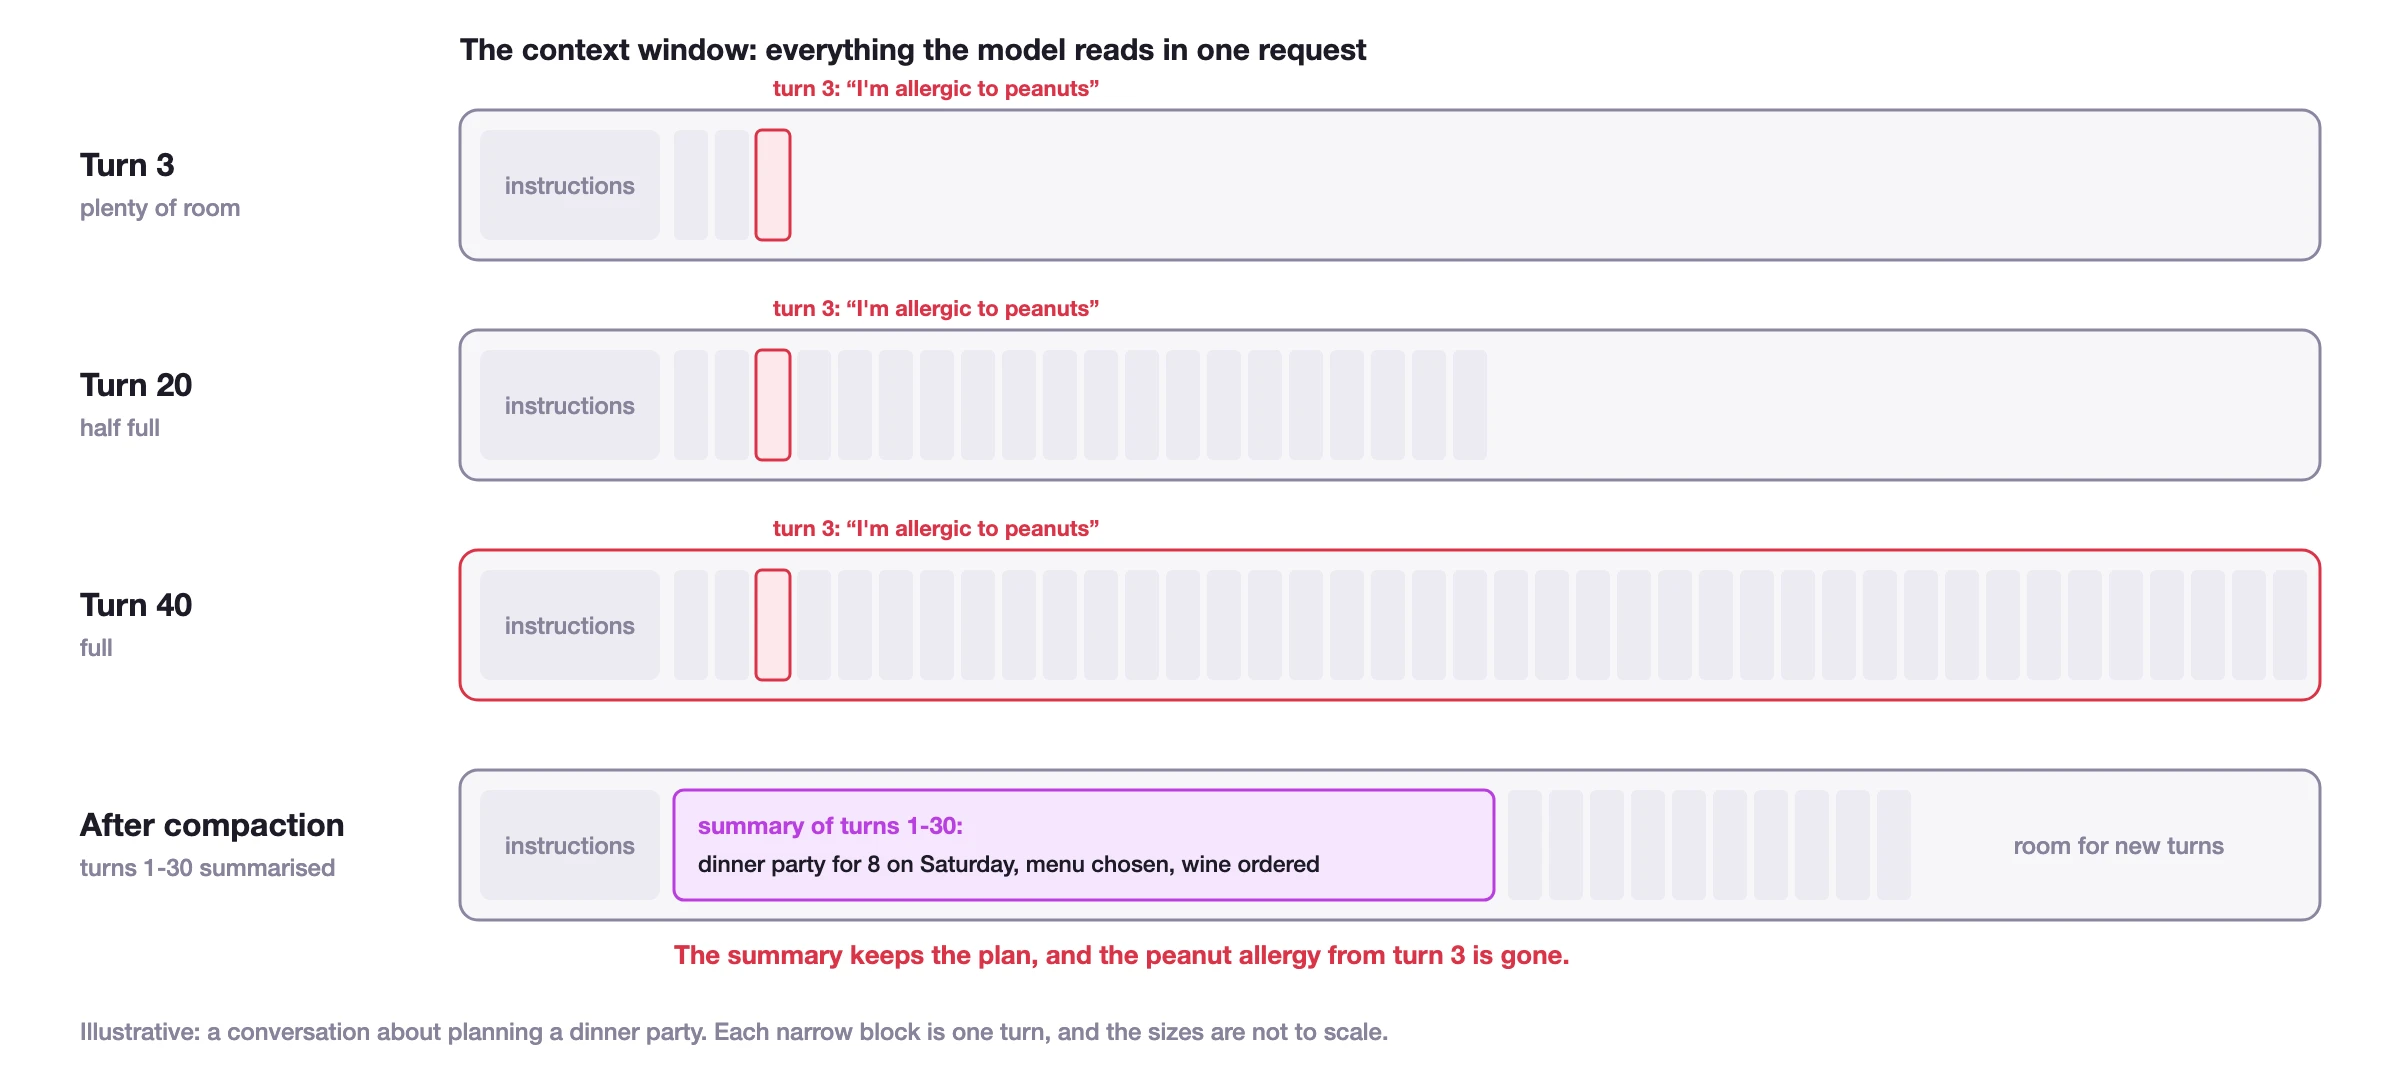 The context window: everything the model reads in one request
turn 3: “I'm allergic to peanuts”
Turn 3
plenty of room
instructions
turn 3: “I'm allergic to peanuts”
Turn 20
half full
instructions
turn 3: “I'm allergic to peanuts”
Turn 40
full
instructions
After compaction
turns 1-30 summarised
instructions
summary of turns 1-30:
dinner party for 8 on Saturday, menu chosen, wine ordered
room for new turns
The summary keeps the plan, and the peanut allergy from turn 3 is gone.
Illustrative: a conversation about planning a dinner party. Each narrow block is one turn, and the sizes are not to scale.